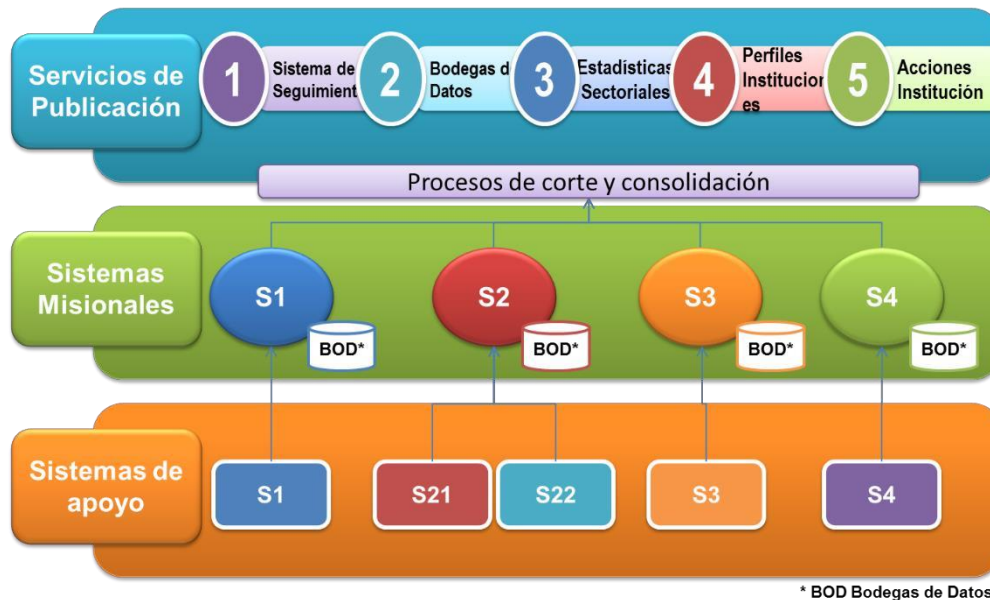 Servicios de
Publicación
1
Sistema de
Seguimient
2
Bodegas d
Datos
3
Estadísticas
Sectoriales
4
Perfiles
Institucion
es
5
Acciones
Institución
Procesos de corte y consolidación
Sistemas
Misionales
S1
BOD*
S2
BOD*
S3
BOD*
S4
BOD*
Sistemas de
apoyo
S1
S21
S22
S3
S4
* BOD Bodegas de Datos